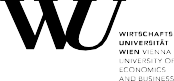 WU
WIRTSCHAFTS
UNIVERSITÄT
WIEN VIENNA
UNIVERSITY OF
ECONOMICS
AND BUSINESS